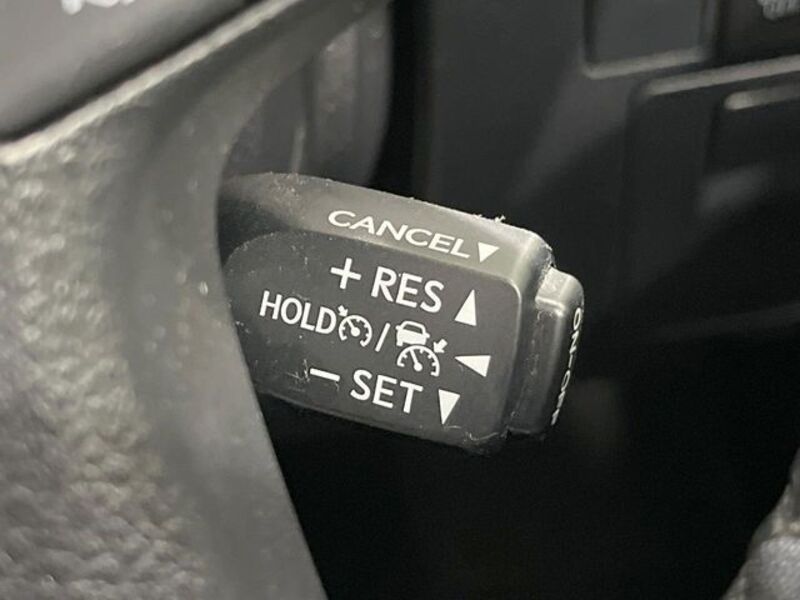 CANCEL▼
+ RES ▲
HOLD / ◀
− SET ▼
ON-OFF